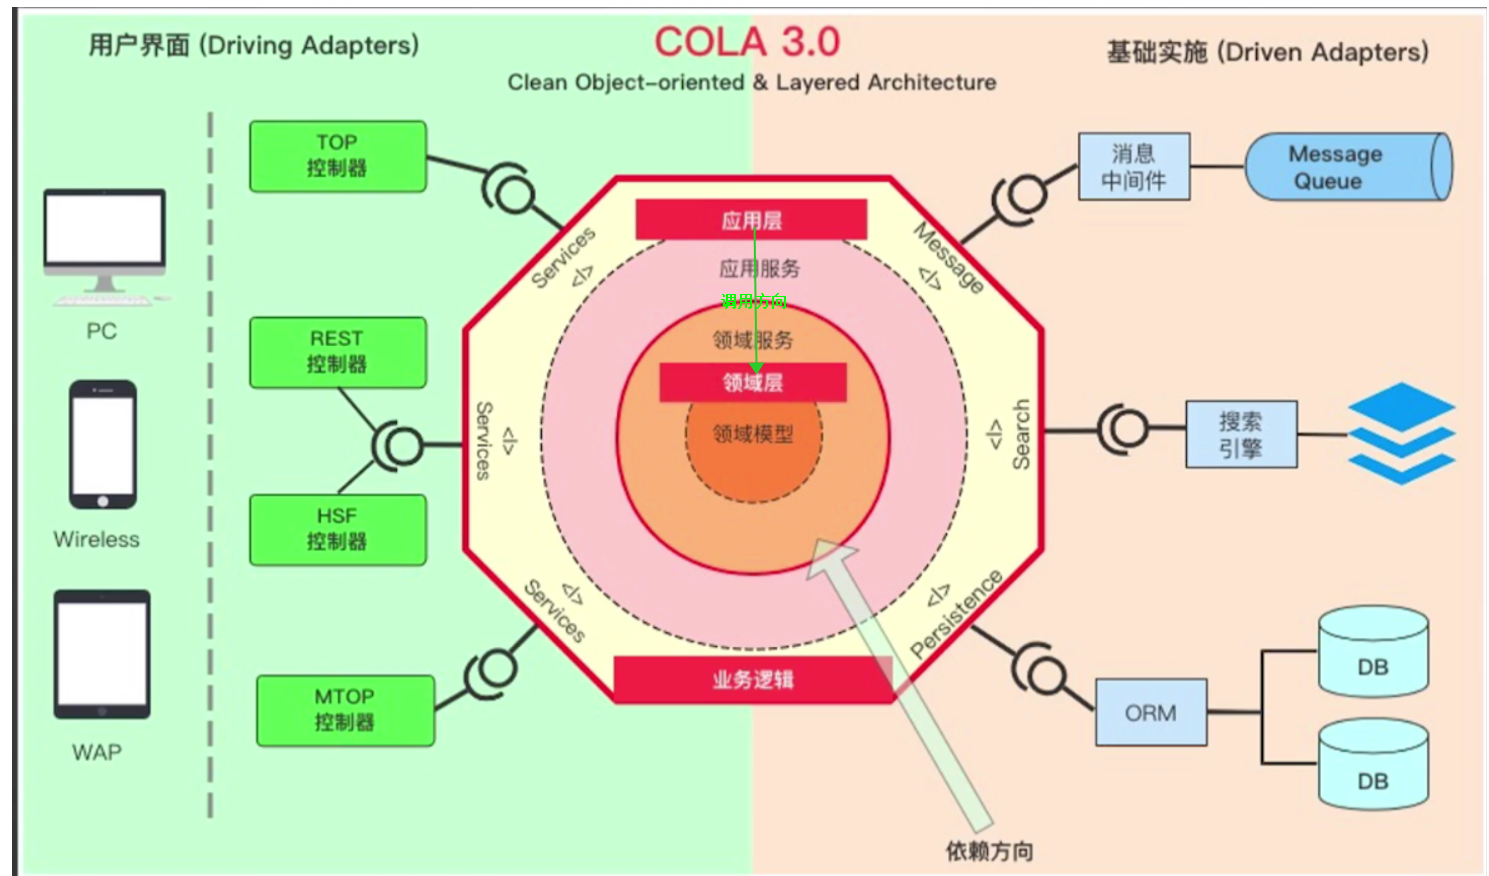 用户界面 (Driving Adapters)
COLA 3.0
Clean Object-oriented & Layered Architecture
基础实施 (Driven Adapters)
PC
Wireless
WAP
TOP
控制器
REST
控制器
HSF
控制器
MTOP
控制器
Services
</>
Services
</>
Services
</>
应用层
应用服务
调用方向
领域服务
领域层
领域模型
业务逻辑
Message
</>
Search
</>
Persistence
</>
消息
中间件
Message
Queue
搜索
引擎
ORM
DB
DB
依赖方向